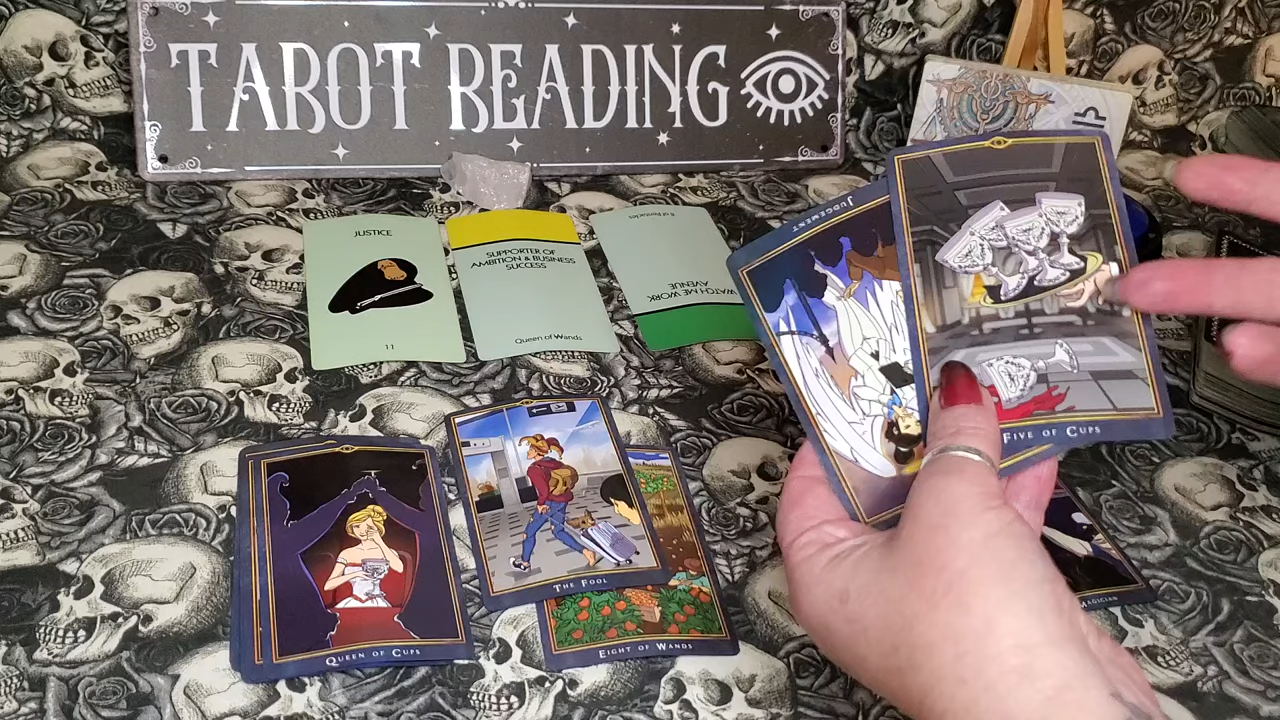 TAROT READING
JUSTICE
11
SUPPORTER OF
AMBITION & BUSINESS
SUCCESS
Queen of Wands
8 of Pentacles
WATCH ME WORK
AVENUE
JUDGEMENT
FIVE OF CUPS
QUEEN OF CUPS
THE FOOL
EIGHT OF WANDS
MAGICIAN